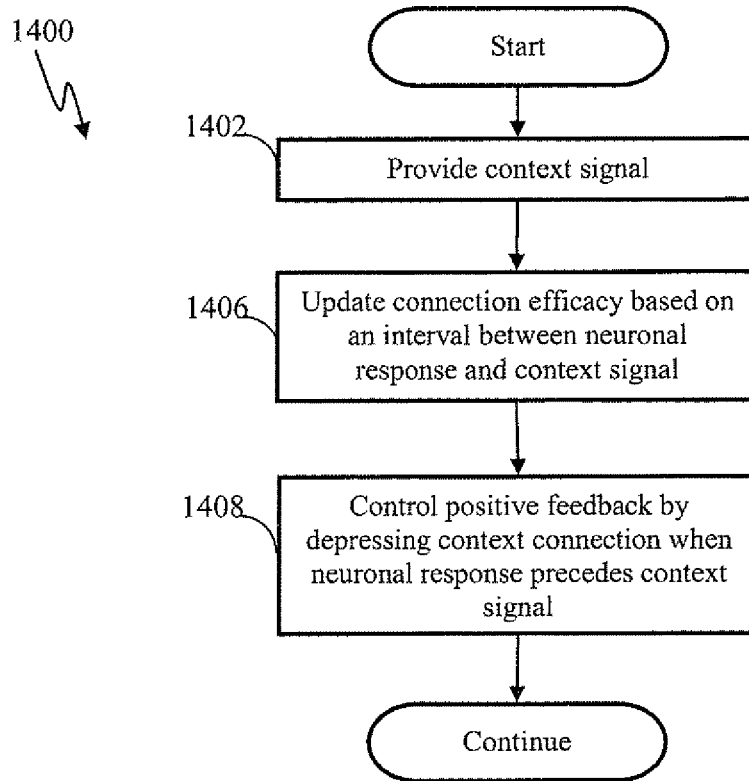 1400
Start
1402
Provide context signal
1406
Update connection efficacy based on
an interval between neuronal
response and context signal
1408
Control positive feedback by
depressing context connection when
neuronal response precedes context
signal
Continue